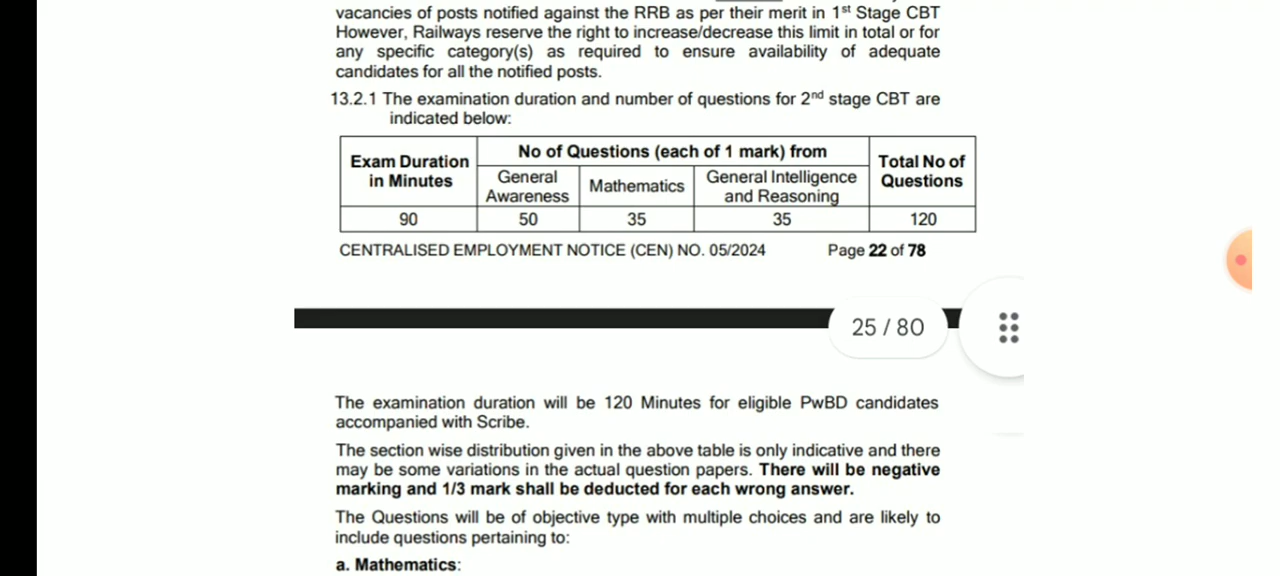 vacancies of posts notified against the RRB as per their merit in 1st Stage CBT
However, Railways reserve the right to increase/decrease this limit in total or for
any specific category(s) as required to ensure availability of adequate
candidates for all the notified posts.
13.2.1 The examination duration and number of questions for 2nd stage CBT are
indicated below:
Exam Duration in Minutes
No of Questions (each of 1 mark) from
Total No of Questions
General Awareness
Mathematics
General Intelligence and Reasoning
90 50 35 35 120
CENTRALISED EMPLOYMENT NOTICE (CEN) NO. 05/2024 Page 22 of 78
25 / 80
The examination duration will be 120 Minutes for eligible PwBD candidates
accompanied with Scribe.
The section wise distribution given in the above table is only indicative and there
may be some variations in the actual question papers. There will be negative
marking and 1/3 mark shall be deducted for each wrong answer.
The Questions will be of objective type with multiple choices and are likely to
include questions pertaining to:
a. Mathematics: